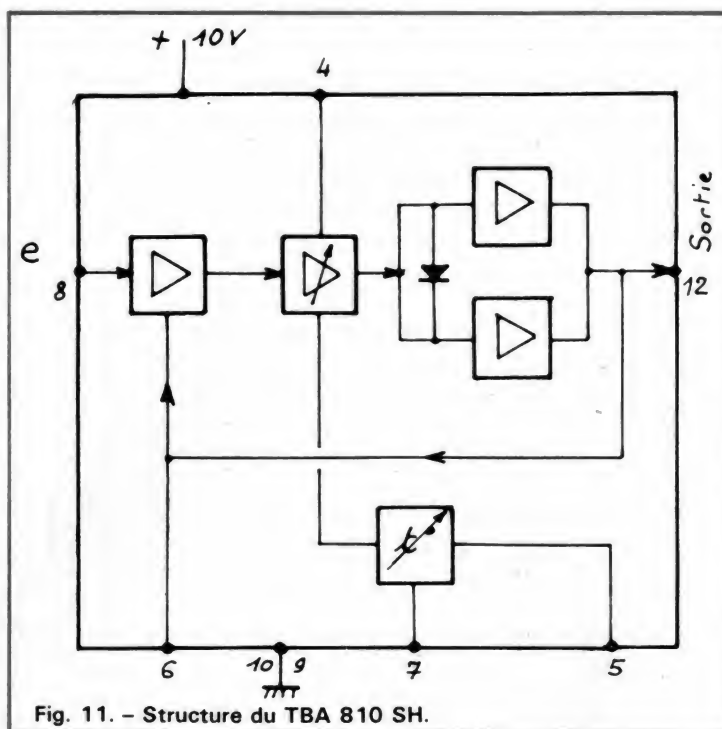 + 10V
4
e
8
Sortie
12
t°
6
10 9
7
5
Fig. 11. – Structure du TBA 810 SH.